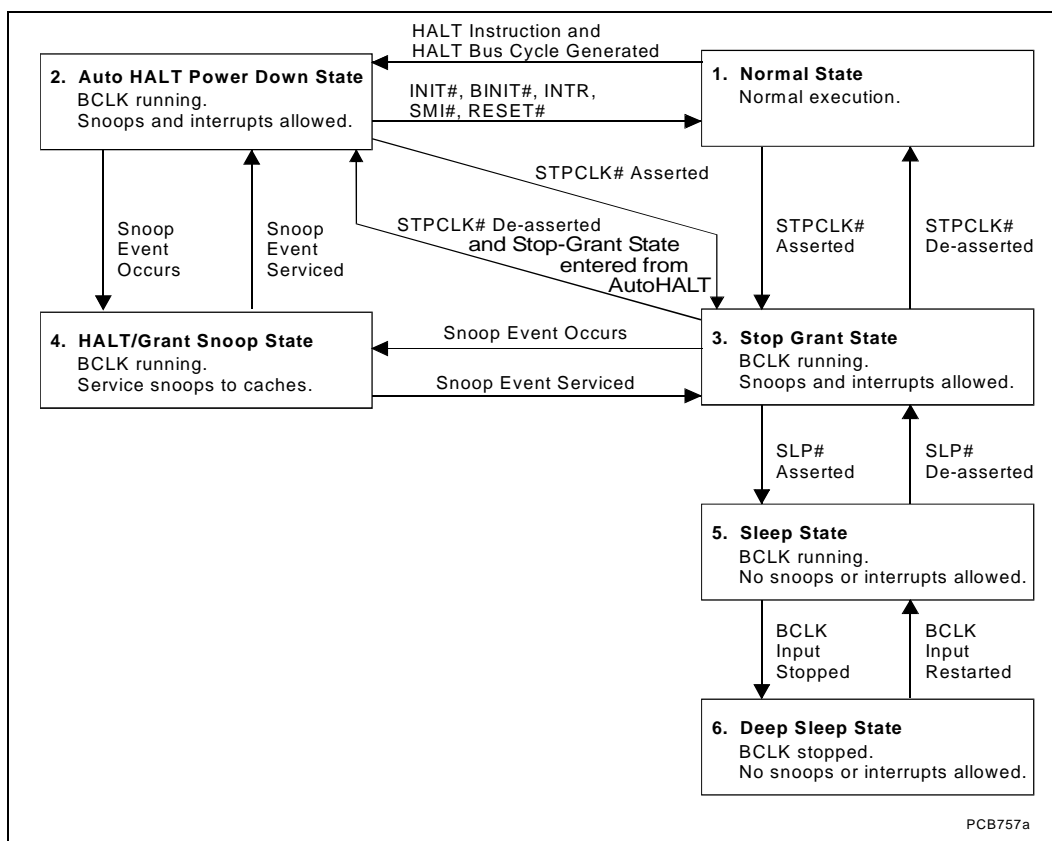 HALT Instruction and
HALT Bus Cycle Generated
2. Auto HALT Power Down State
BCLK running.
Snoops and interrupts allowed.
1. Normal State
Normal execution.
INIT#, BINIT#, INTR,
SMI#, RESET#
STPCLK# Asserted
STPCLK# De-asserted
and Stop-Grant State
entered from
AutoHALT
Snoop
Event
Occurs
Snoop
Event
Serviced
STPCLK#
Asserted
STPCLK#
De-asserted
4. HALT/Grant Snoop State
BCLK running.
Service snoops to caches.
Snoop Event Occurs
Snoop Event Serviced
3. Stop Grant State
BCLK running.
Snoops and interrupts allowed.
SLP#
Asserted
SLP#
De-asserted
5. Sleep State
BCLK running.
No snoops or interrupts allowed.
BCLK
Input
Stopped
BCLK
Input
Restarted
6. Deep Sleep State
BCLK stopped.
No snoops or interrupts allowed.
PCB757a